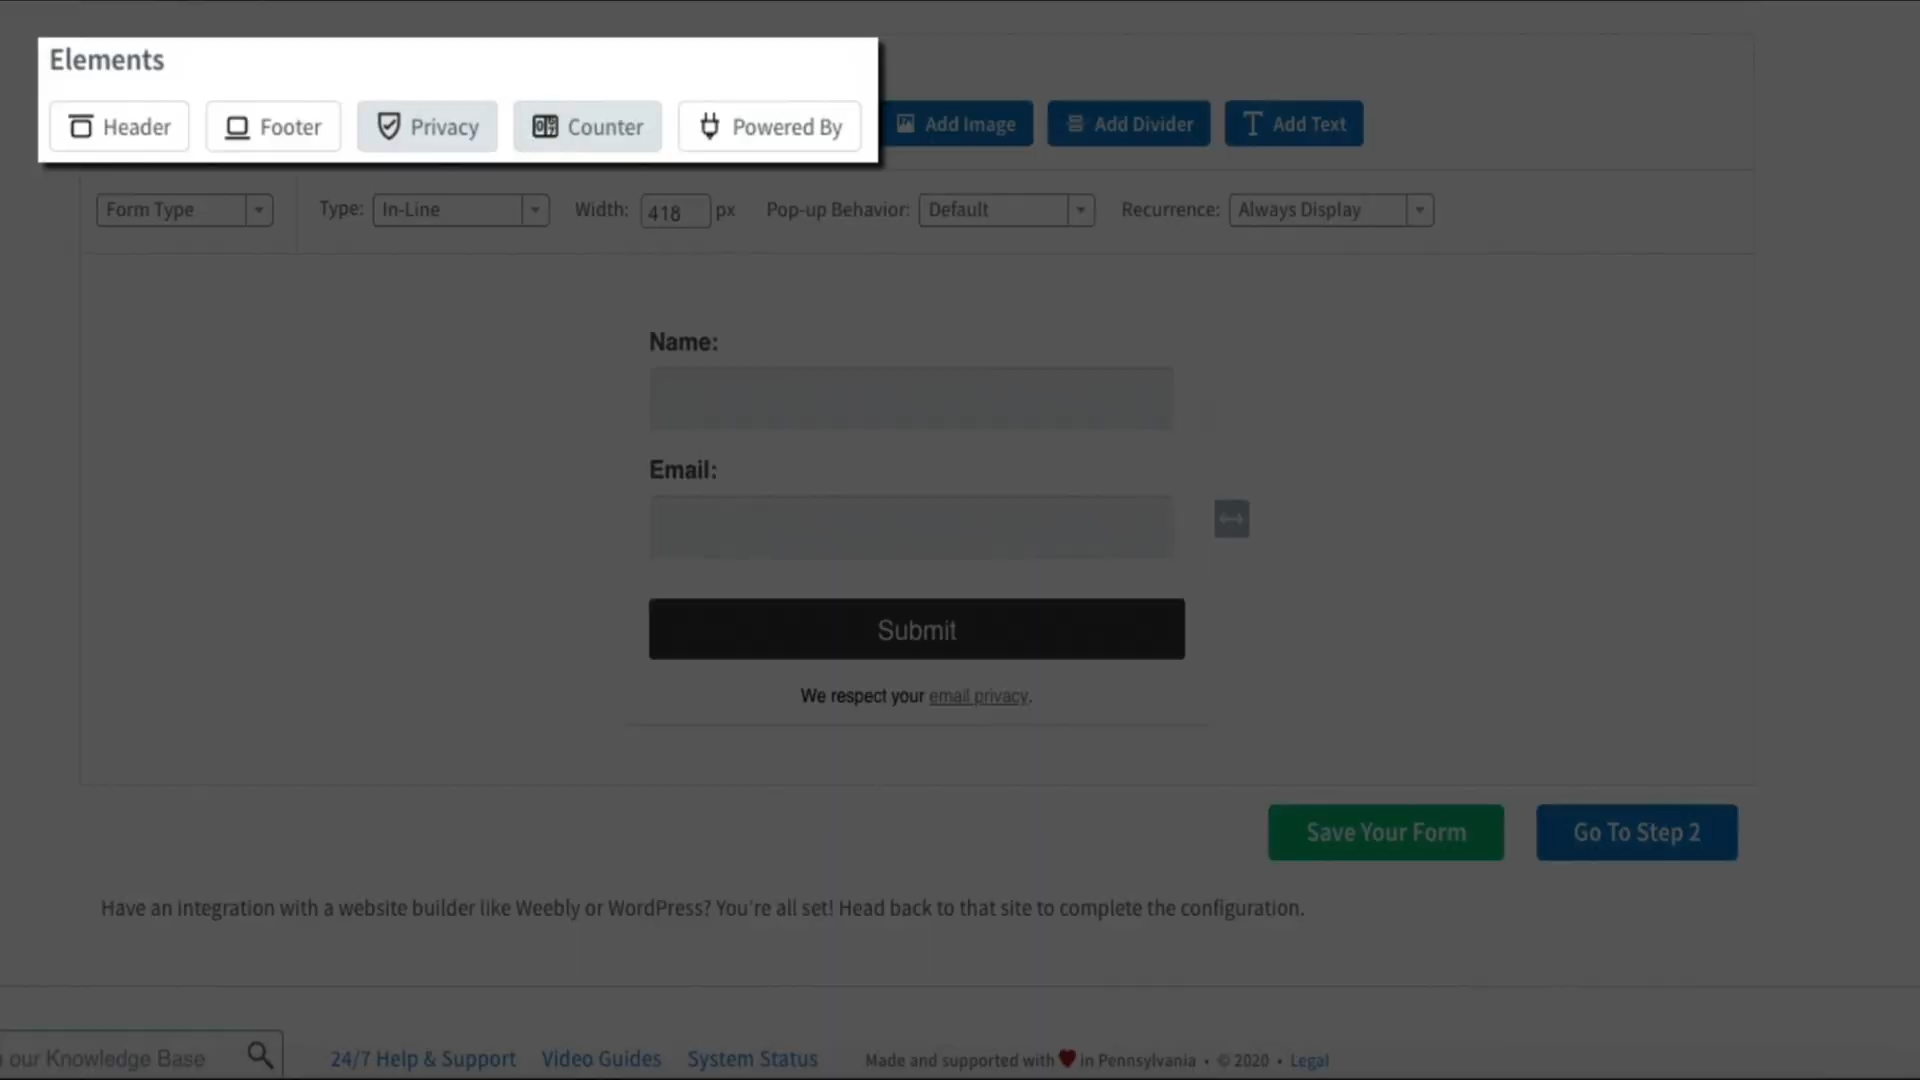 Elements
Header Footer Privacy Counter Powered By
Add Image Add Divider Add Text
Form Type Type: In-Line Width: 418 px Pop-up Behavior: Default Recurrence: Always Display
Name:
Email:
Submit
We respect your email privacy.
Save Your Form Go To Step 2
Have an integration with a website builder like Weebly or WordPress? You're all set! Head back to that site to complete the configuration.
our Knowledge Base 24/7 Help & Support Video Guides System Status Made and supported with in Pennsylvania • © 2020 • Legal